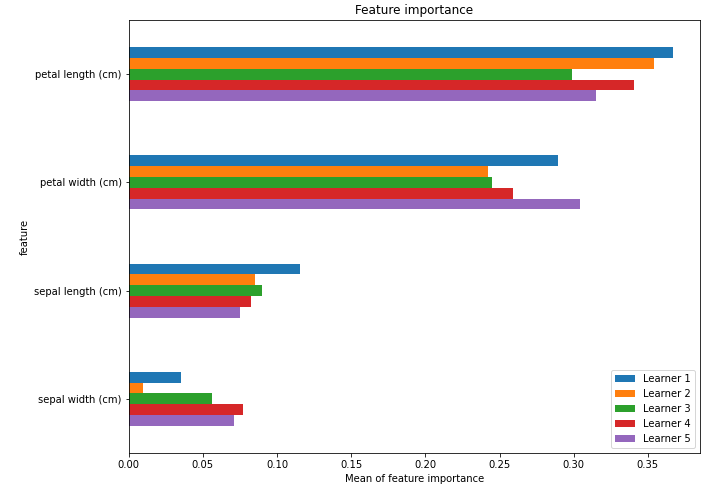 Feature importance
petal length (cm)
petal width (cm)
feature
sepal length (cm)
sepal width (cm)
Learner 1
Learner 2
Learner 3
Learner 4
Learner 5
0.00 0.05 0.10 0.15 0.20 0.25 0.30 0.35
Mean of feature importance